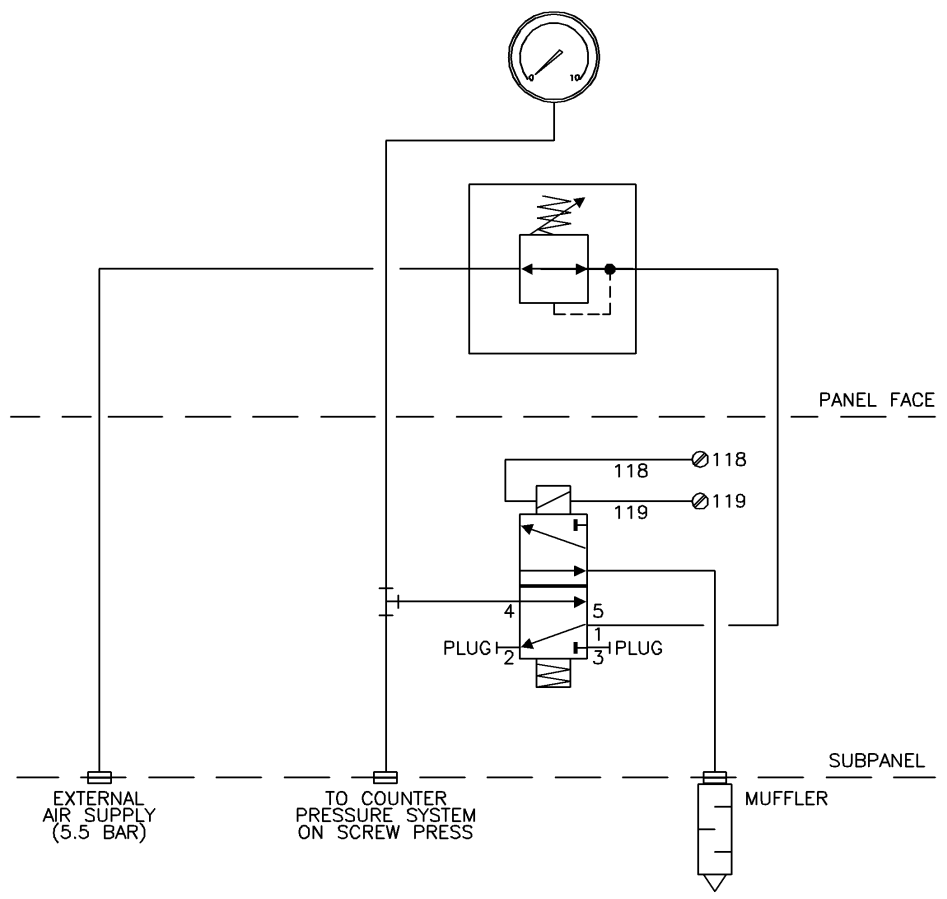 0 10
PANEL FACE
118
118
119
119
4 5
1
PLUG 2 3 PLUG
SUBPANEL
EXTERNAL
AIR SUPPLY
(5.5 BAR)
TO COUNTER
PRESSURE SYSTEM
ON SCREW PRESS
MUFFLER